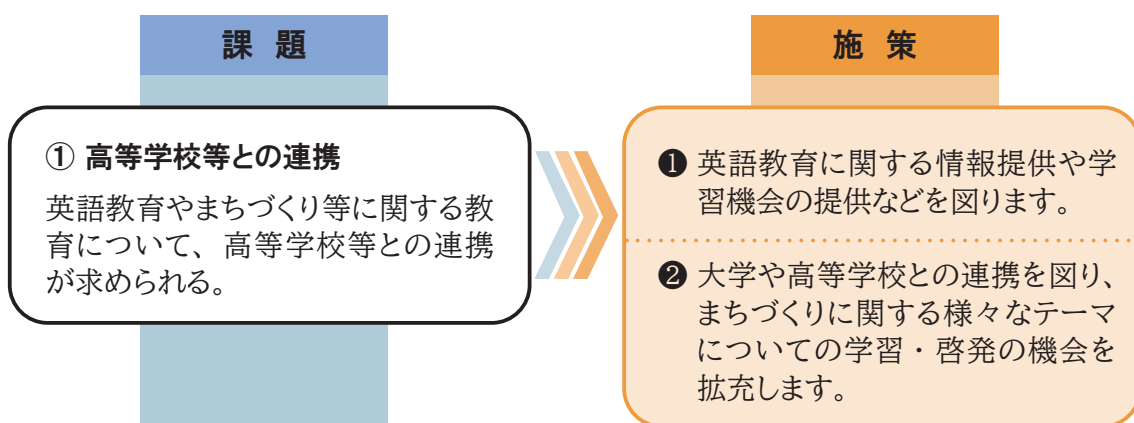 課 題
① 高等学校等との連携
英語教育やまちづくり等に関する教
育について、高等学校等との連携
が求められる。
施 策
❶ 英語教育に関する情報提供や学
習機会の提供などを図ります。
❷ 大学や高等学校との連携を図り、
まちづくりに関する様々なテーマ
についての学習・啓発の機会を
拡充します。